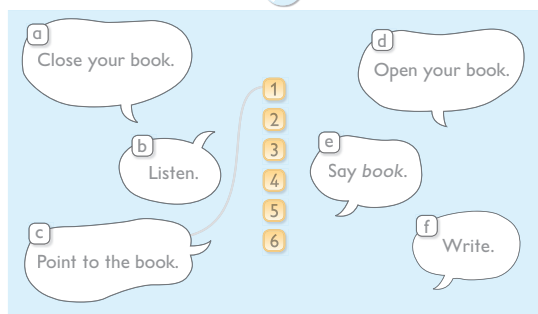 a
Close your book.
d
Open your book.
1
2
b
Listen.
3
e
Say book.
4
5
c
Point to the book.
6
f
Write.